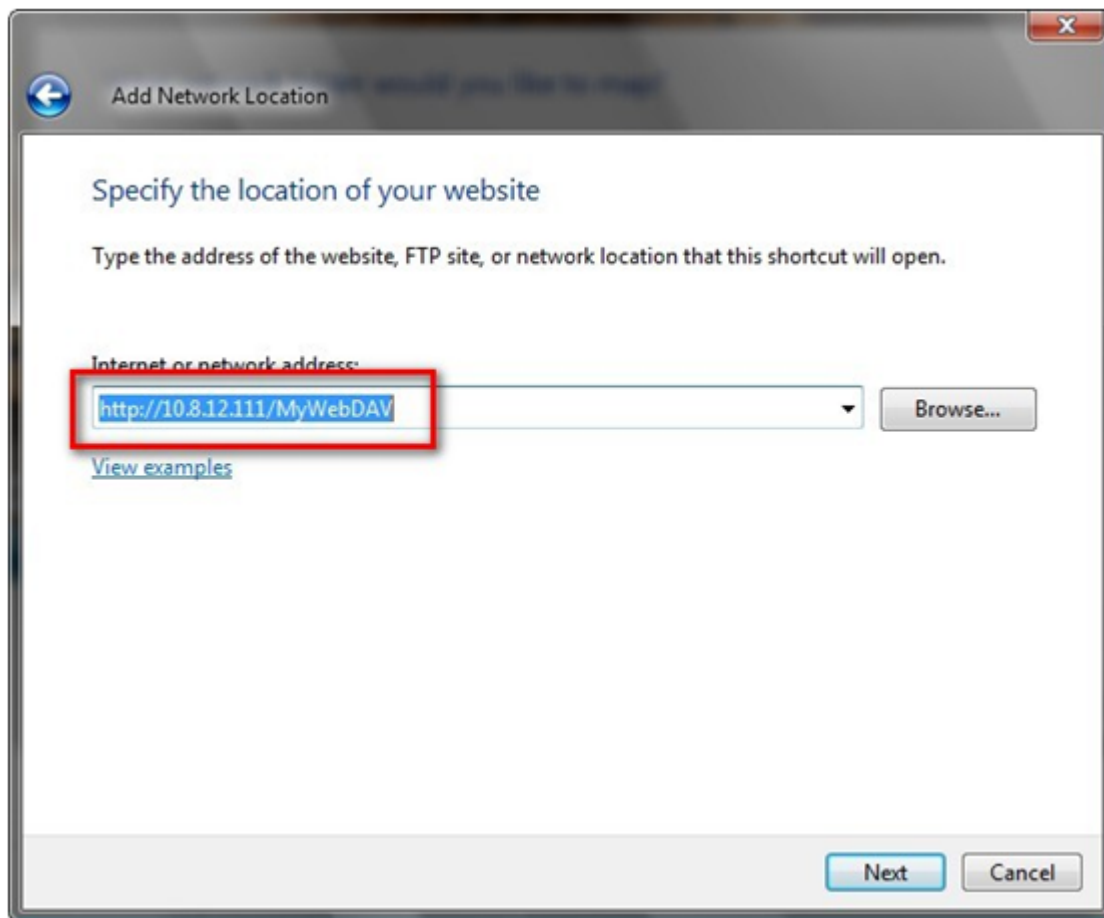 Add Network Location
Specify the location of your website
Type the address of the website, FTP site, or network location that this shortcut will open.
Internet or network address:
http://10.8.12.111/MyWebDAV
Browse...
View examples
Next
Cancel